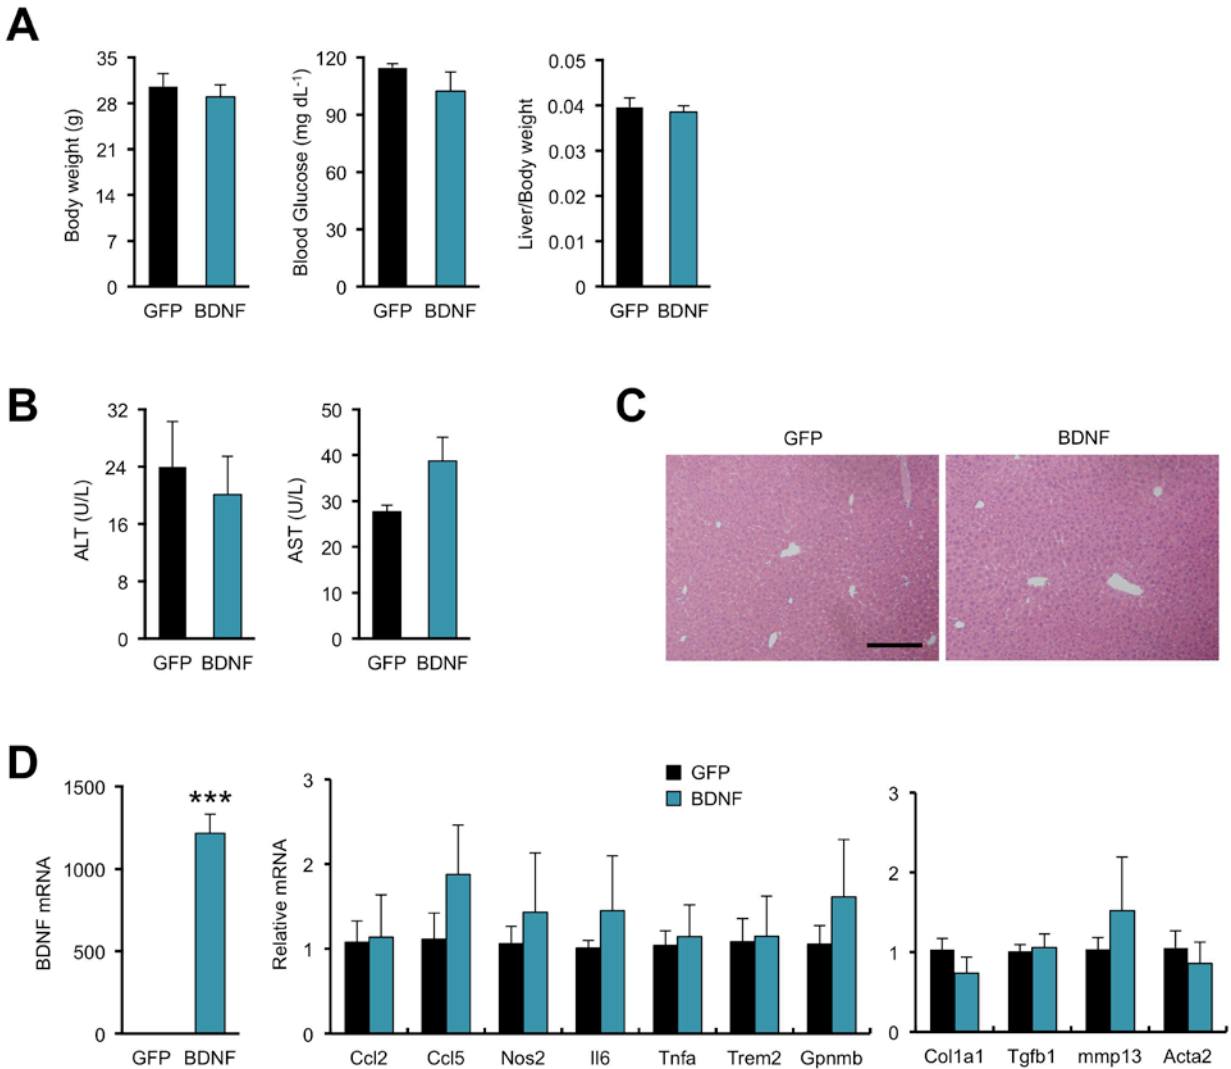 A
Body weight (g)
35
28
21
14
7
0
GFP BDNF
Blood Glucose (mg dL-1)
120
90
60
30
0
GFP BDNF
Liver/Body weight
0.05
0.04
0.03
0.02
0.01
0
GFP BDNF
B
ALT (U/L)
32
24
16
8
0
GFP BDNF
AST (U/L)
50
40
30
20
10
0
GFP BDNF
C
GFP
BDNF
D
BDNF mRNA
1500
1000
500
0
***
GFP BDNF
Relative mRNA
3
2
1
0
GFP
BDNF
Ccl2 Ccl5 Nos2 Il6 Tnfa Trem2 Gpnmb
3
2
1
0
Col1a1 Tgfb1 mmp13 Acta2